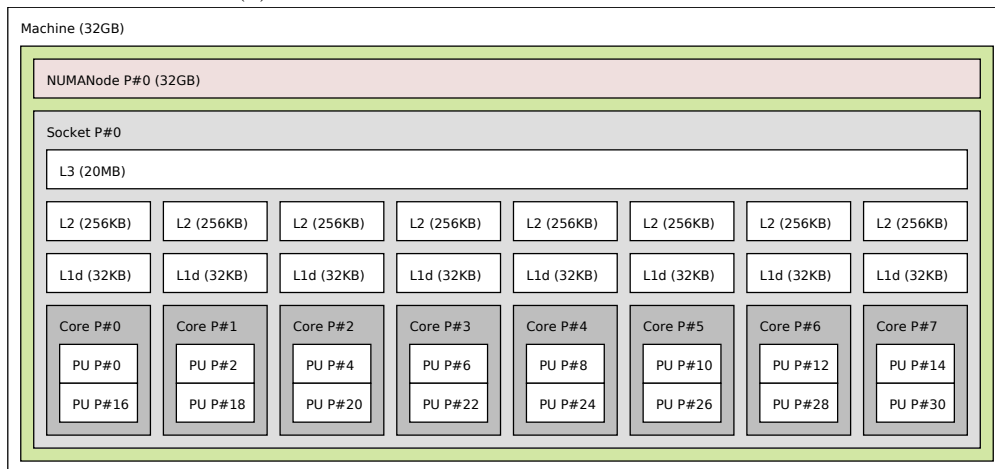 Machine (32GB)
NUMANode P#0 (32GB)
Socket P#0
L3 (20MB)
L2 (256KB) L2 (256KB) L2 (256KB) L2 (256KB) L2 (256KB) L2 (256KB) L2 (256KB) L2 (256KB)
L1d (32KB) L1d (32KB) L1d (32KB) L1d (32KB) L1d (32KB) L1d (32KB) L1d (32KB) L1d (32KB)
Core P#0 Core P#1 Core P#2 Core P#3 Core P#4 Core P#5 Core P#6 Core P#7
PU P#0 PU P#2 PU P#4 PU P#6 PU P#8 PU P#10 PU P#12 PU P#14
PU P#16 PU P#18 PU P#20 PU P#22 PU P#24 PU P#26 PU P#28 PU P#30